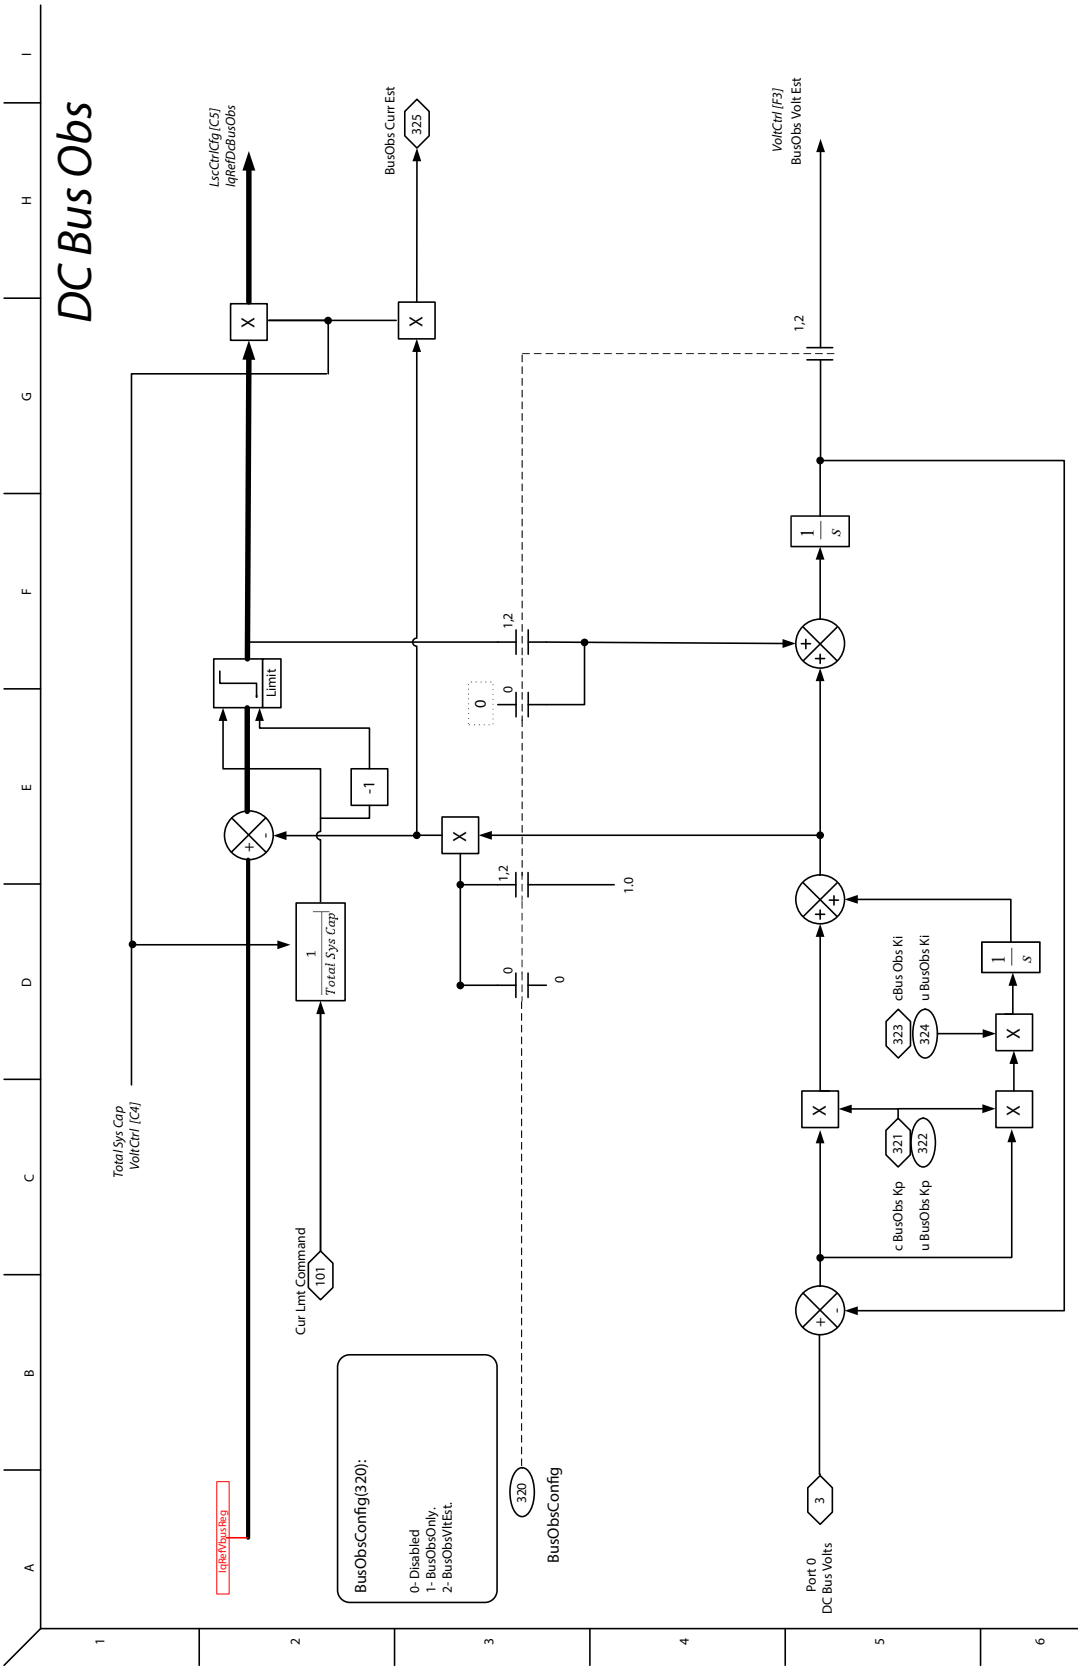 DC Bus Obs
A
B
C
D
E
F
G
H
I
1
2
3
4
5
6
IqRefVbusReg
Total Sys Cap
VoltCtrl [C4]
LscCtrlCfg [C5]
IqRefDcBusObs
X
+
-
Limit
1
Total Sys Cap
-1
Cur Lmt Command
101
BusObs Curr Est
325
X
X
BusObsConfig(320):
0- Disabled
1- BusObsOnly.
2- BusObsVltEst.
320
BusObsConfig
0
0
1,2
1.0
0
0
1,2
1,2
VoltCtrl [F3]
BusObs Volt Est
Port 0
DC Bus Volts
3
+
-
X
+
+
+
+
1
s
c BusObs Kp
321
u BusObs Kp
322
323
cBus Obs Ki
324
u BusObs Ki
X
X
1
s